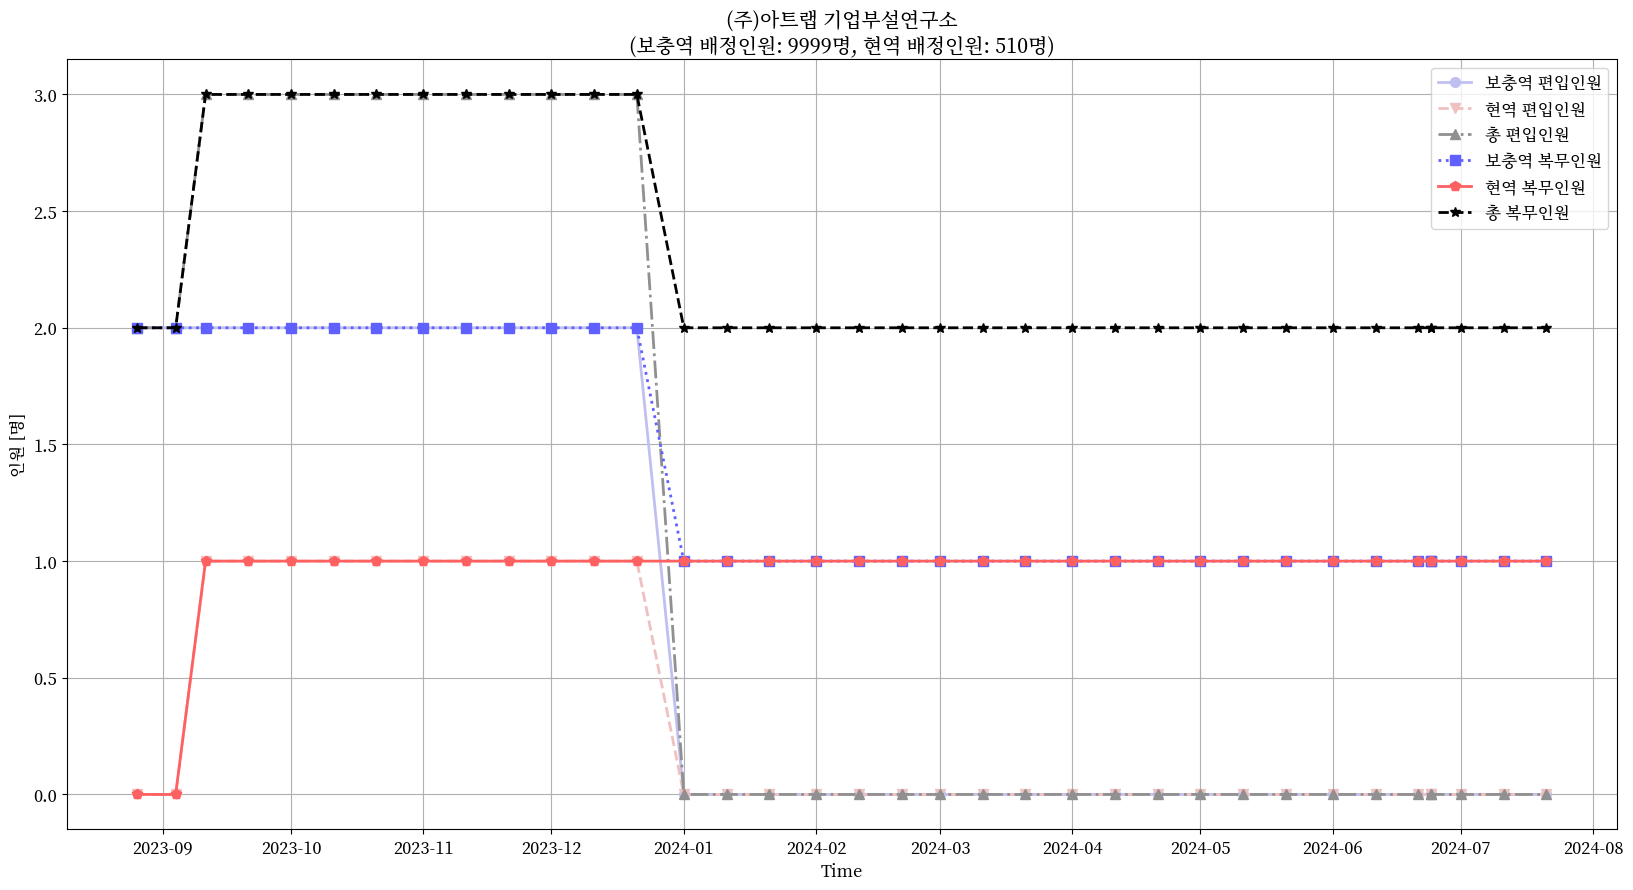 (주)아트랩 기업부설연구소
(보충역 배정인원: 9999명, 현역 배정인원: 510명)
보충역 편입인원
현역 편입인원
총 편입인원
보충역 복무인원
현역 복무인원
총 복무인원
인원 [명]
3.0
2.5
2.0
1.5
1.0
0.5
0.0
2023-09 2023-10 2023-11 2023-12 2024-01 2024-02 2024-03 2024-04 2024-05 2024-06 2024-07 2024-08
Time